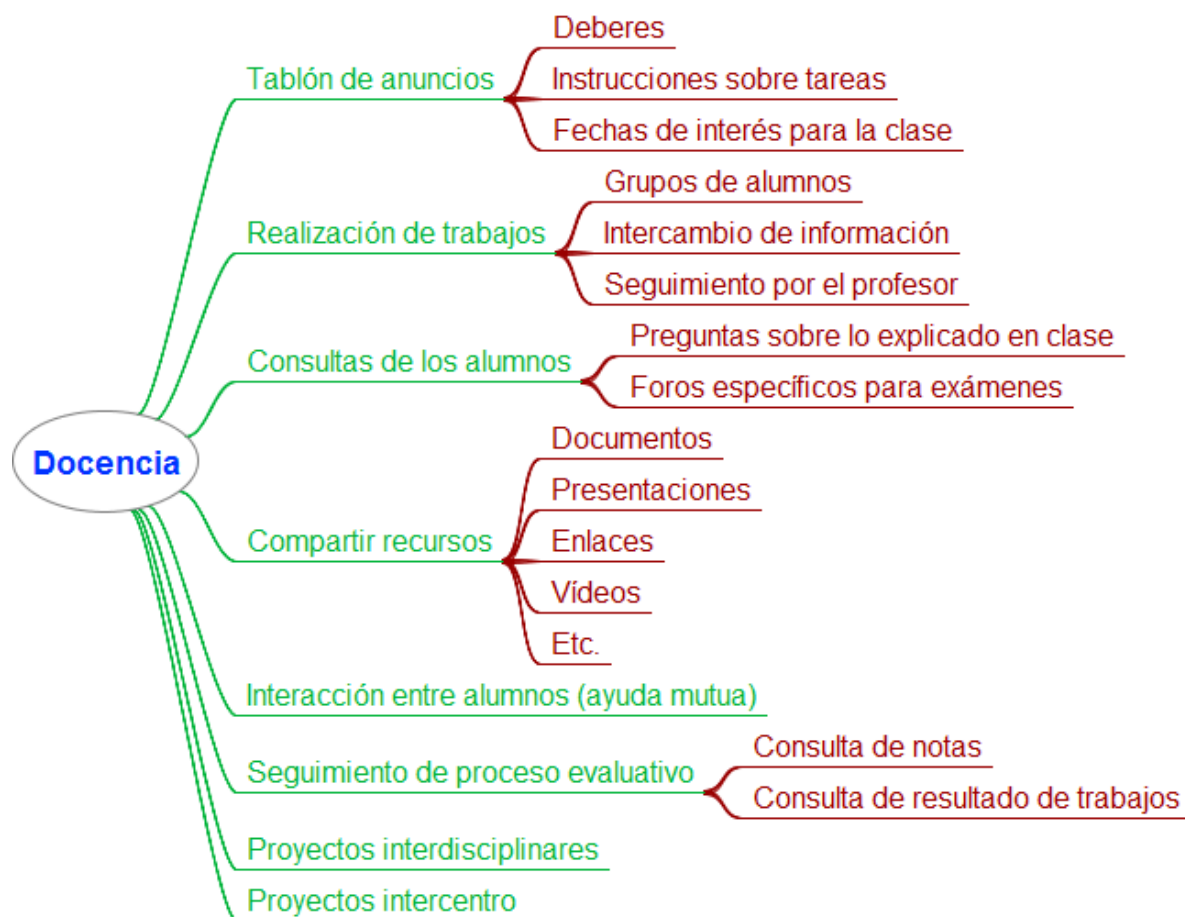 Docencia
Tablón de anuncios
Deberes
Instrucciones sobre tareas
Fechas de interés para la clase
Realización de trabajos
Grupos de alumnos
Intercambio de información
Seguimiento por el profesor
Consultas de los alumnos
Preguntas sobre lo explicado en clase
Foros específicos para exámenes
Compartir recursos
Documentos
Presentaciones
Enlaces
Vídeos
Etc.
Interacción entre alumnos (ayuda mutua)
Seguimiento de proceso evaluativo
Consulta de notas
Consulta de resultado de trabajos
Proyectos interdisciplinares
Proyectos intercentro